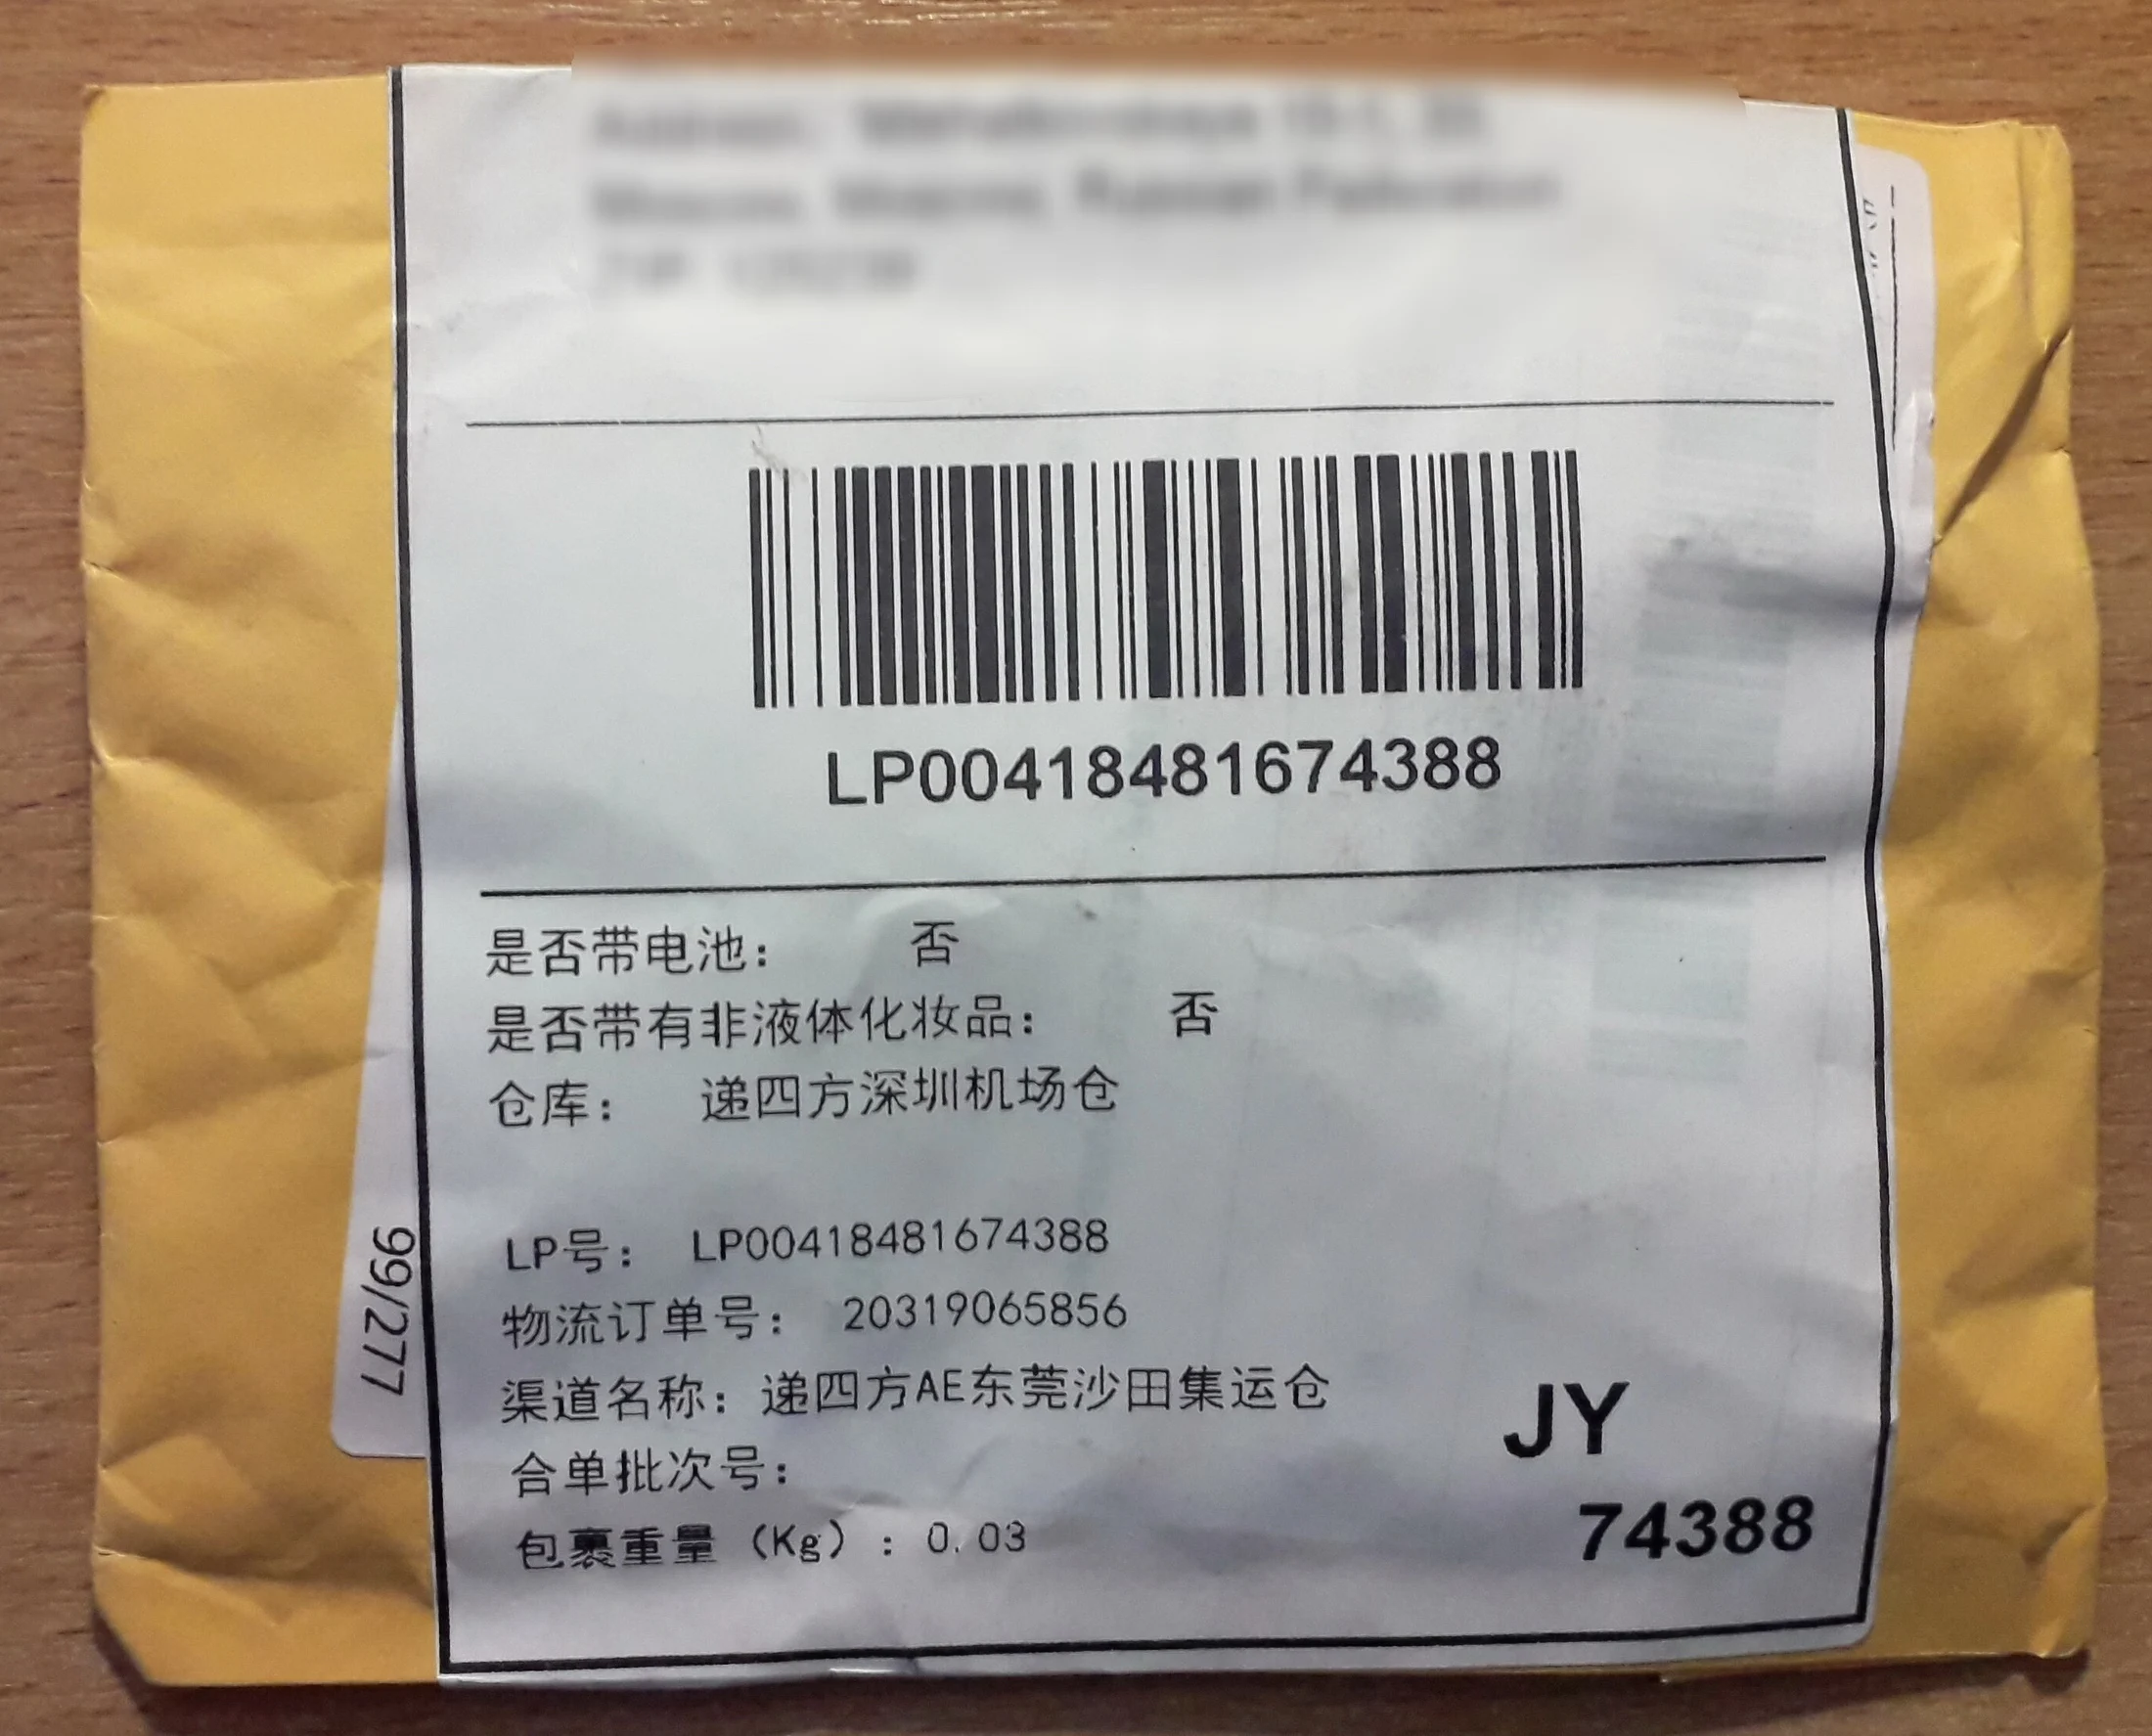 LP00418481674388
是否带电池： 否
是否带有非液体化妆品： 否
仓库： 递四方深圳机场仓
LP号： LP00418481674388
物流订单号： 20319065856
渠道名称：递四方AE东莞沙田集运仓
合单批次号：
包裹重量（Kg）：0.03
JY
74388
99/277